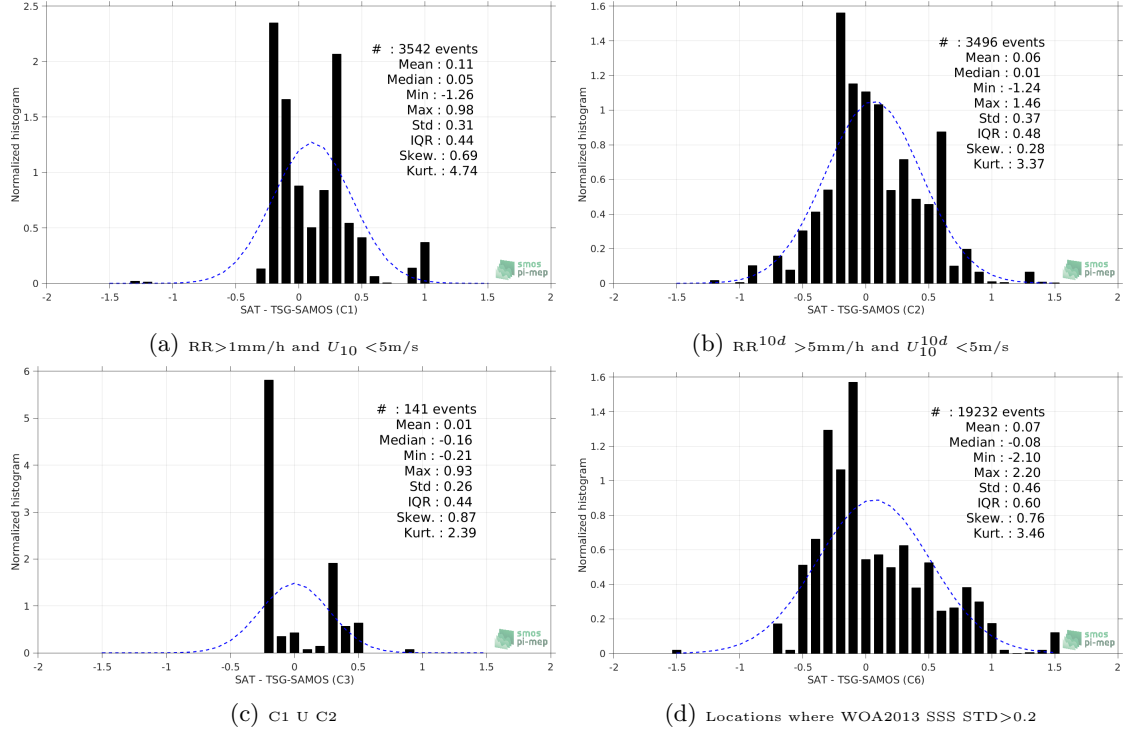 2.5
2
1.5
1
0.5
0
-2
-1.5
-1
-0.5
0
0.5
1
1.5
2
Normalized histogram
SAT - TSG-SAMOS (C1)
# : 3542 events
Mean : 0.11
Median : 0.05
Min : -1.26
Max : 0.98
Std : 0.31
IQR : 0.44
Skew. : 0.69
Kurt. : 4.74
smos
pi-mep
(a) RR>1mm/h and U10 <5m/s
1.6
1.4
1.2
1
0.8
0.6
0.4
0.2
0
-2
-1.5
-1
-0.5
0
0.5
1
1.5
2
Normalized histogram
SAT - TSG-SAMOS (C2)
# : 3496 events
Mean : 0.06
Median : 0.01
Min : -1.24
Max : 1.46
Std : 0.37
IQR : 0.48
Skew. : 0.28
Kurt. : 3.37
smos
pi-mep
(b) RR10d >5mm/h and U10 10d <5m/s
6
5
4
3
2
1
0
-2
-1.5
-1
-0.5
0
0.5
1
1.5
2
Normalized histogram
SAT - TSG-SAMOS (C3)
# : 141 events
Mean : 0.01
Median : -0.16
Min : -0.21
Max : 0.93
Std : 0.26
IQR : 0.44
Skew. : 0.87
Kurt. : 2.39
smos
pi-mep
(c) C1 U C2
1.6
1.4
1.2
1
0.8
0.6
0.4
0.2
0
-2
-1.5
-1
-0.5
0
0.5
1
1.5
2
Normalized histogram
SAT - TSG-SAMOS (C6)
# : 19232 events
Mean : 0.07
Median : -0.08
Min : -2.10
Max : 2.20
Std : 0.46
IQR : 0.60
Skew. : 0.76
Kurt. : 3.46
smos
pi-mep
(d) Locations where WOA2013 SSS STD>0.2